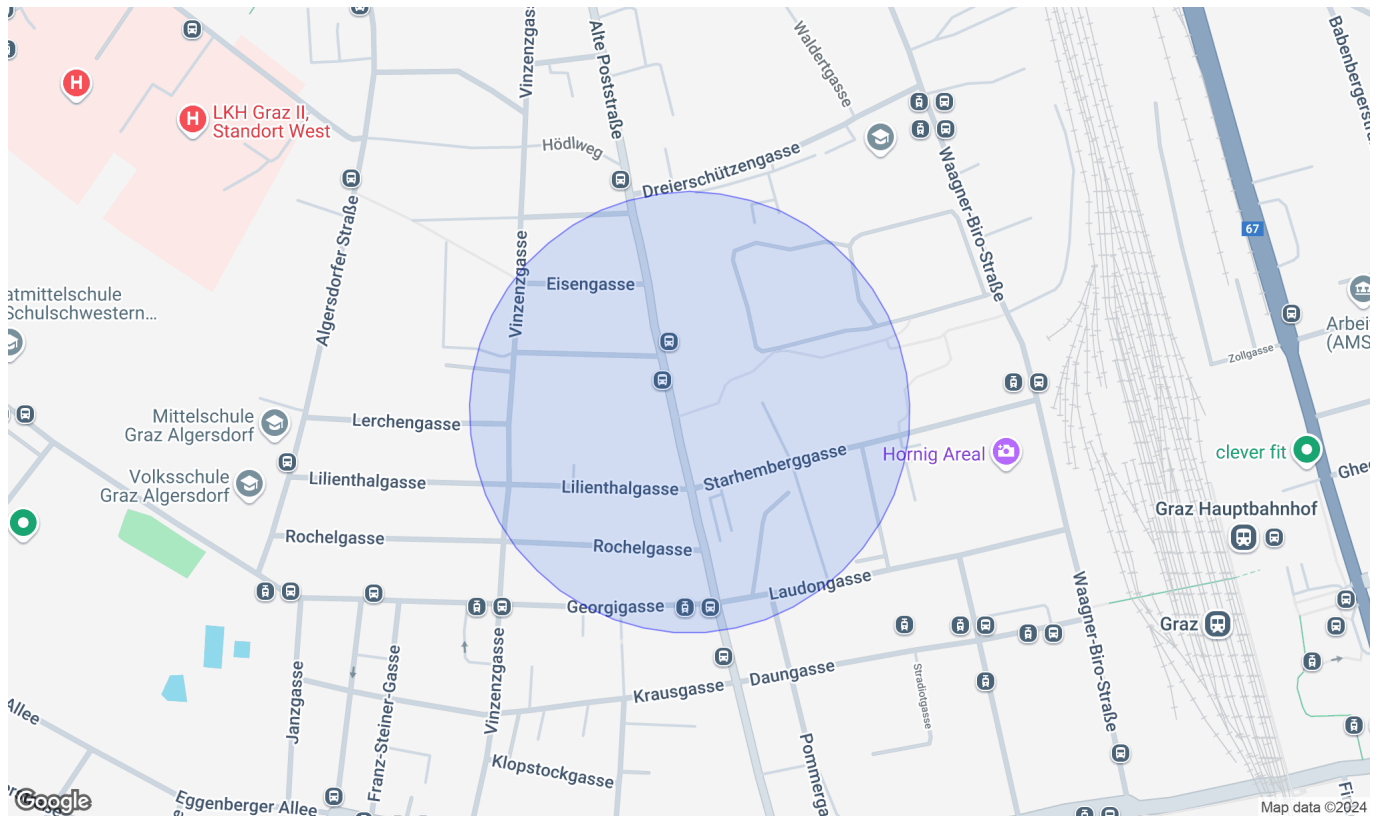 Vinzenzgasse
Alte Poststraße
Waldertgasse
Babenbergerstr
H
H
LKH Graz II,
Standort West
Hödlweg
Dreierschützengasse
Waagner-Biro-Straße
67
Algersdorfer Straße
Vinzenzgasse
Eisengasse
atmittelschule
Schulschwestern...
Arbei
(AMS
Zollgasse
Mittelschule
Graz Algersdorf
Lerchengasse
Volksschule
Graz Algersdorf
Lilienthalgasse
Lilienthalgasse
Starhemberggasse
Hornig Areal
clever fit
Gheg
Graz Hauptbahnhof
Rochelgasse
Rochelgasse
Georgigasse
Laudongasse
Waagner-Biro-Straße
Graz
Janzgasse
Franz-Steiner-Gasse
Vinzenzgasse
Krausgasse
Daungasse
Stradiotgasse
Allee
Pommerga
Klopstockgasse
Eggenberger Allee
Google
Map data ©2024